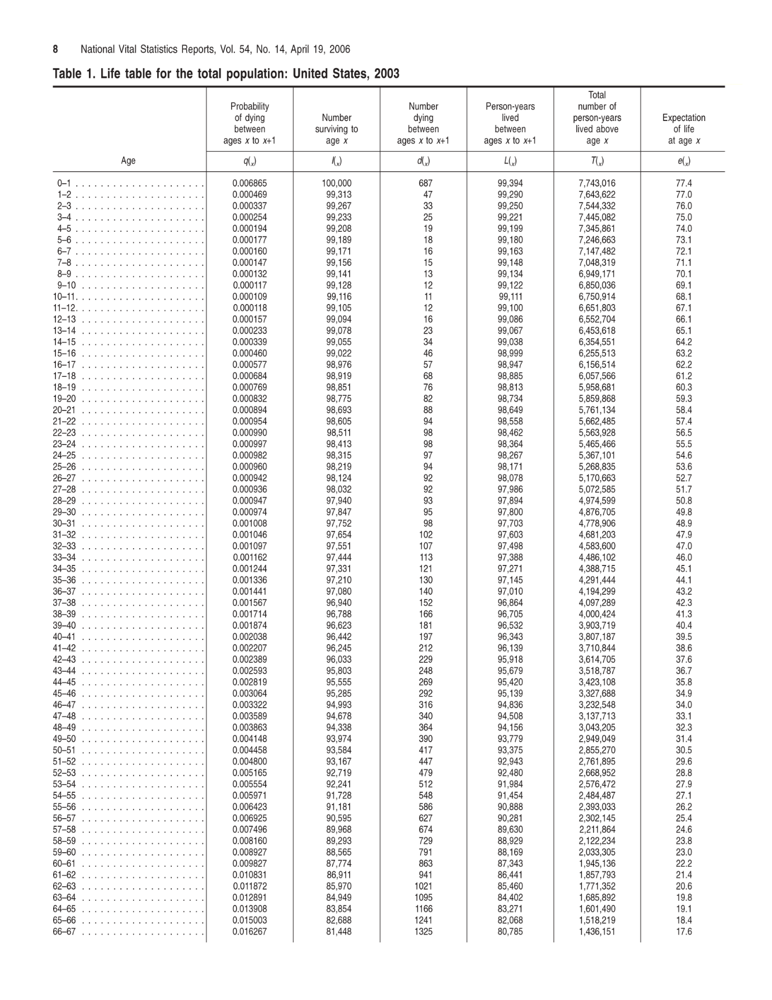 8 National Vital Statistics Reports, Vol. 54, No. 14, April 19, 2006
Table 1. Life table for the total population: United States, 2003
Age
Probability of dying between ages x to x+1 q(x)
Number surviving to age x l(x)
Number dying between ages x to x+1 d(x)
Person-years lived between ages x to x+1 L(x)
Total number of person-years lived above age x T(x)
Expectation of life at age x e(x)
0–1 0.006865 100,000 687 99,394 7,743,016 77.4
1–2 0.000469 99,313 47 99,290 7,643,622 77.0
2–3 0.000337 99,267 33 99,250 7,544,332 76.0
3–4 0.000254 99,233 25 99,221 7,445,082 75.0
4–5 0.000194 99,208 19 99,199 7,345,861 74.0
5–6 0.000177 99,189 18 99,180 7,246,663 73.1
6–7 0.000160 99,171 16 99,163 7,147,482 72.1
7–8 0.000147 99,156 15 99,148 7,048,319 71.1
8–9 0.000132 99,141 13 99,134 6,949,171 70.1
9–10 0.000117 99,128 12 99,122 6,850,036 69.1
10–11 0.000109 99,116 11 99,111 6,750,914 68.1
11–12 0.000118 99,105 12 99,100 6,651,803 67.1
12–13 0.000157 99,094 16 99,086 6,552,704 66.1
13–14 0.000233 99,078 23 99,067 6,453,618 65.1
14–15 0.000339 99,055 34 99,038 6,354,551 64.2
15–16 0.000460 99,022 46 98,999 6,255,513 63.2
16–17 0.000577 98,976 57 98,947 6,156,514 62.2
17–18 0.000684 98,919 68 98,885 6,057,566 61.2
18–19 0.000769 98,851 76 98,813 5,958,681 60.3
19–20 0.000832 98,775 82 98,734 5,859,868 59.3
20–21 0.000894 98,693 88 98,649 5,761,134 58.4
21–22 0.000954 98,605 94 98,558 5,662,485 57.4
22–23 0.000990 98,511 98 98,462 5,563,928 56.5
23–24 0.000997 98,413 98 98,364 5,465,466 55.5
24–25 0.000982 98,315 97 98,267 5,367,101 54.6
25–26 0.000960 98,219 94 98,171 5,268,835 53.6
26–27 0.000942 98,124 92 98,078 5,170,663 52.7
27–28 0.000936 98,032 92 97,986 5,072,585 51.7
28–29 0.000947 97,940 93 97,894 4,974,599 50.8
29–30 0.000974 97,847 95 97,800 4,876,705 49.8
30–31 0.001008 97,752 98 97,703 4,778,906 48.9
31–32 0.001046 97,654 102 97,603 4,681,203 47.9
32–33 0.001097 97,551 107 97,498 4,583,600 47.0
33–34 0.001162 97,444 113 97,388 4,486,102 46.0
34–35 0.001244 97,331 121 97,271 4,388,715 45.1
35–36 0.001336 97,210 130 97,145 4,291,444 44.1
36–37 0.001441 97,080 140 97,010 4,194,299 43.2
37–38 0.001567 96,940 152 96,864 4,097,289 42.3
38–39 0.001714 96,788 166 96,705 4,000,424 41.3
39–40 0.001874 96,623 181 96,532 3,903,719 40.4
40–41 0.002038 96,442 197 96,343 3,807,187 39.5
41–42 0.002207 96,245 212 96,139 3,710,844 38.6
42–43 0.002389 96,033 229 95,918 3,614,705 37.6
43–44 0.002593 95,803 248 95,679 3,518,787 36.7
44–45 0.002819 95,555 269 95,420 3,423,108 35.8
45–46 0.003064 95,285 292 95,139 3,327,688 34.9
46–47 0.003322 94,993 316 94,836 3,232,548 34.0
47–48 0.003589 94,678 340 94,508 3,137,713 33.1
48–49 0.003863 94,338 364 94,156 3,043,205 32.3
49–50 0.004148 93,974 390 93,779 2,949,049 31.4
50–51 0.004458 93,584 417 93,375 2,855,270 30.5
51–52 0.004800 93,167 447 92,943 2,761,895 29.6
52–53 0.005165 92,719 479 92,480 2,668,952 28.8
53–54 0.005554 92,241 512 91,984 2,576,472 27.9
54–55 0.005971 91,728 548 91,454 2,484,487 27.1
55–56 0.006423 91,181 586 90,888 2,393,033 26.2
56–57 0.006925 90,595 627 90,281 2,302,145 25.4
57–58 0.007496 89,968 674 89,630 2,211,864 24.6
58–59 0.008160 89,293 729 88,929 2,122,234 23.8
59–60 0.008927 88,565 791 88,169 2,033,305 23.0
60–61 0.009827 87,774 863 87,343 1,945,136 22.2
61–62 0.010831 86,911 941 86,441 1,857,793 21.4
62–63 0.011872 85,970 1021 85,460 1,771,352 20.6
63–64 0.012891 84,949 1095 84,402 1,685,892 19.8
64–65 0.013908 83,854 1166 83,271 1,601,490 19.1
65–66 0.015003 82,688 1241 82,068 1,518,219 18.4
66–67 0.016267 81,448 1325 80,785 1,436,151 17.6